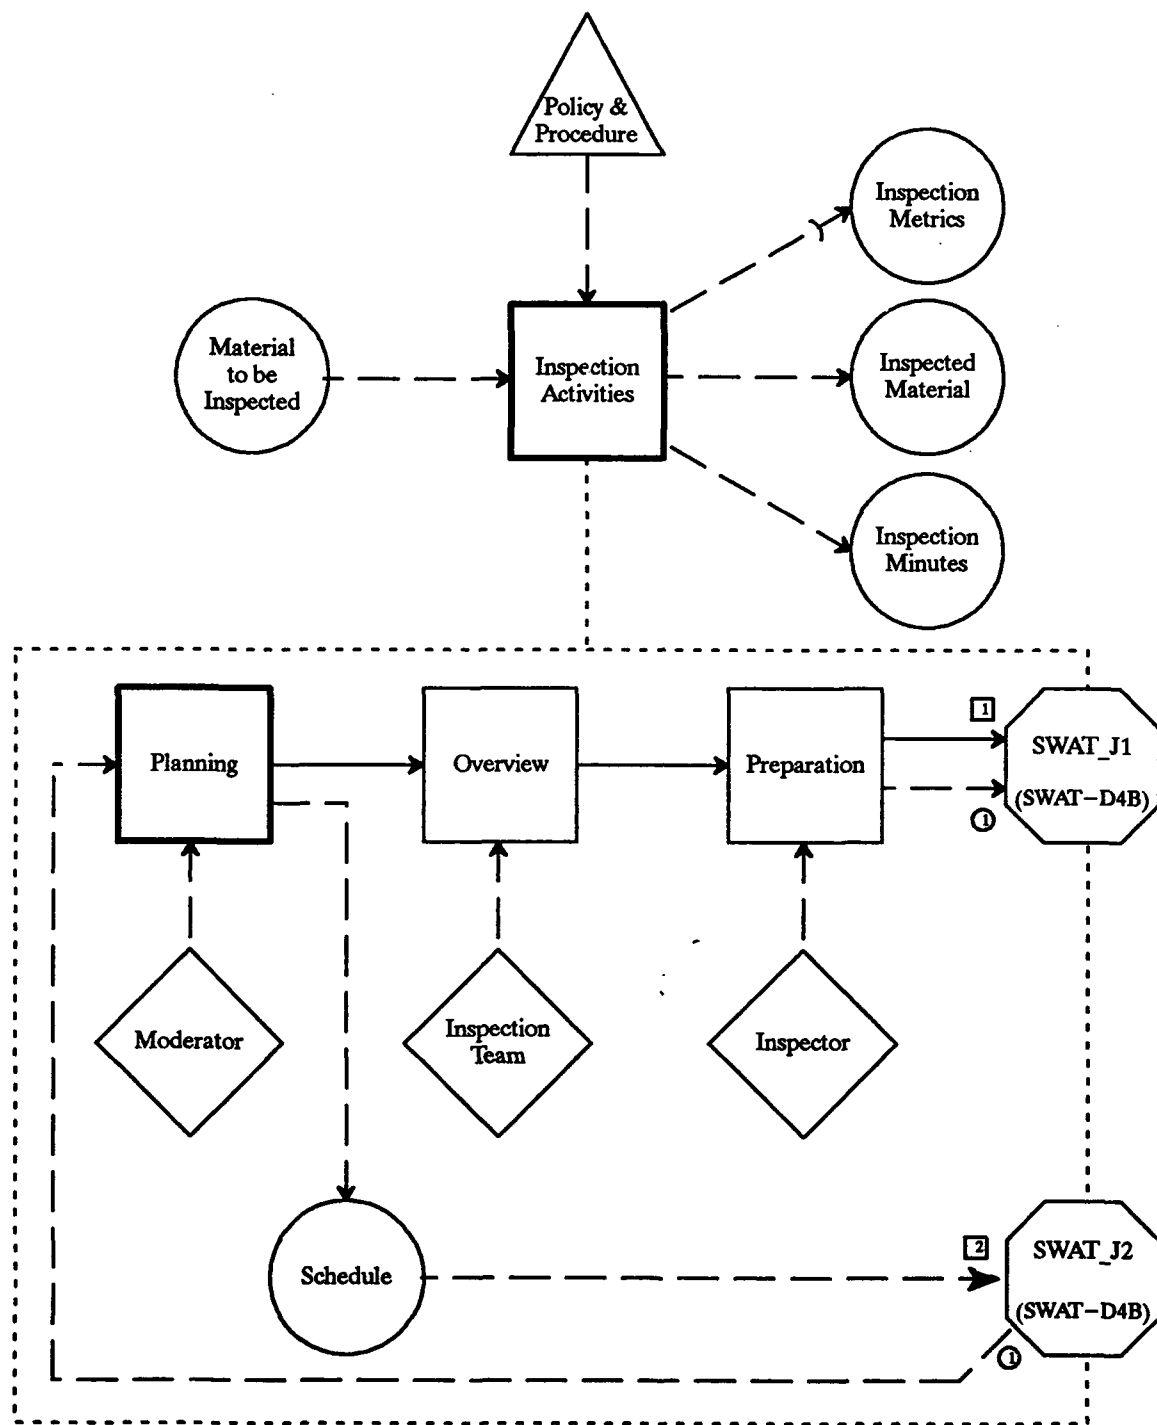 Policy &
Procedure
Inspection
Metrics
Material
to be
Inspected
Inspection
Activities
Inspected
Material
Inspection
Minutes
Planning
Overview
Preparation
1
SWAT_J1
(SWAT-D4B)
1
Moderator
Inspection
Team
Inspector
Schedule
2
SWAT_J2
(SWAT-D4B)
1